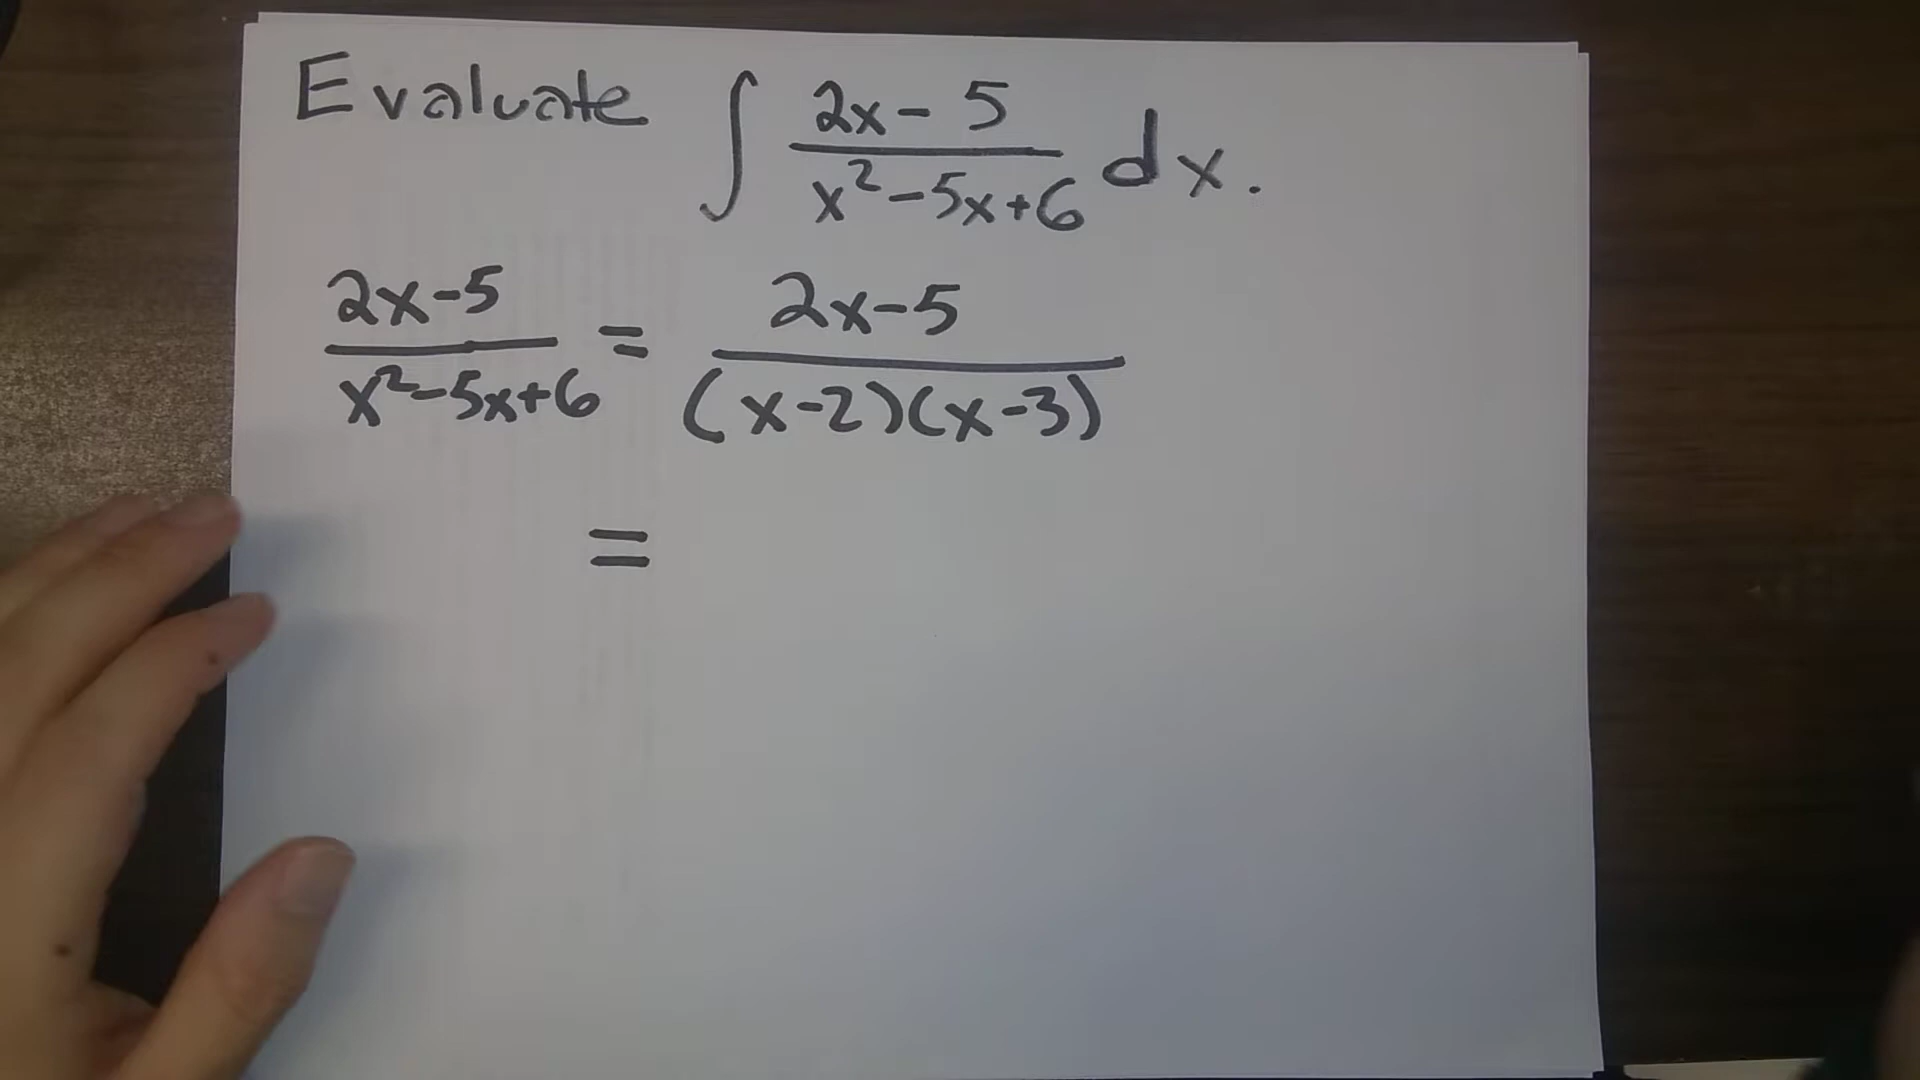 Evaluate ∫ (2x-5)/(x²-5x+6) dx.
(2x-5)/(x²-5x+6) = (2x-5)/((x-2)(x-3))
=